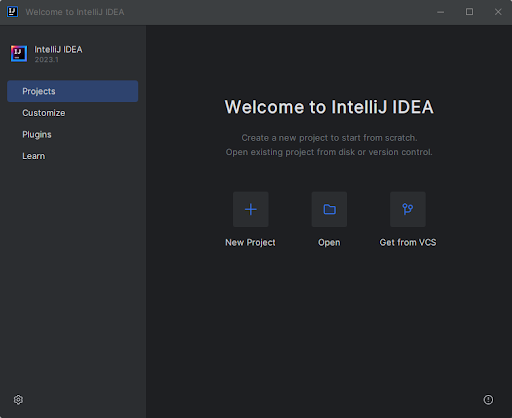 Welcome to IntelliJ IDEA
IntelliJ IDEA
2023.1
Projects
Customize
Plugins
Learn
Welcome to IntelliJ IDEA
Create a new project to start from scratch.
Open existing project from disk or version control.
New Project
Open
Get from VCS